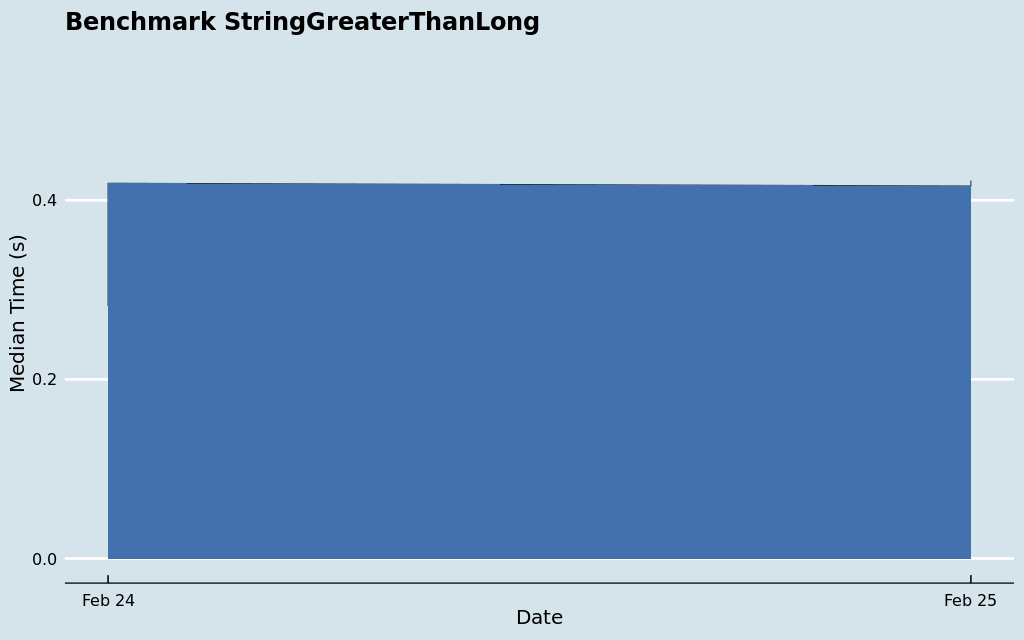 Benchmark StringGreaterThanLong
Median Time (s)
0.4
0.2
0.0
Feb 24
Feb 25
Date